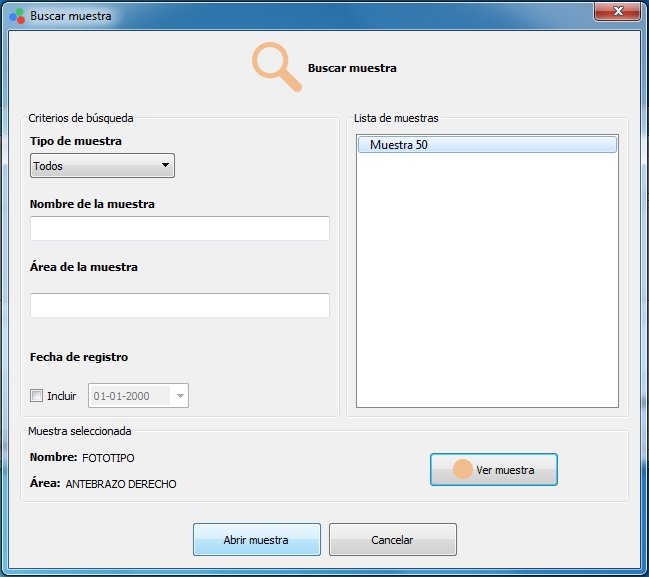 Buscar muestra
Buscar muestra
Criterios de búsqueda
Tipo de muestra
Todos
Nombre de la muestra
Área de la muestra
Fecha de registro
Incluir 01-01-2000
Lista de muestras
Muestra 50
Muestra seleccionada
Nombre: FOTOTIPO
Área: ANTEBRAZO DERECHO
Ver muestra
Abrir muestra
Cancelar